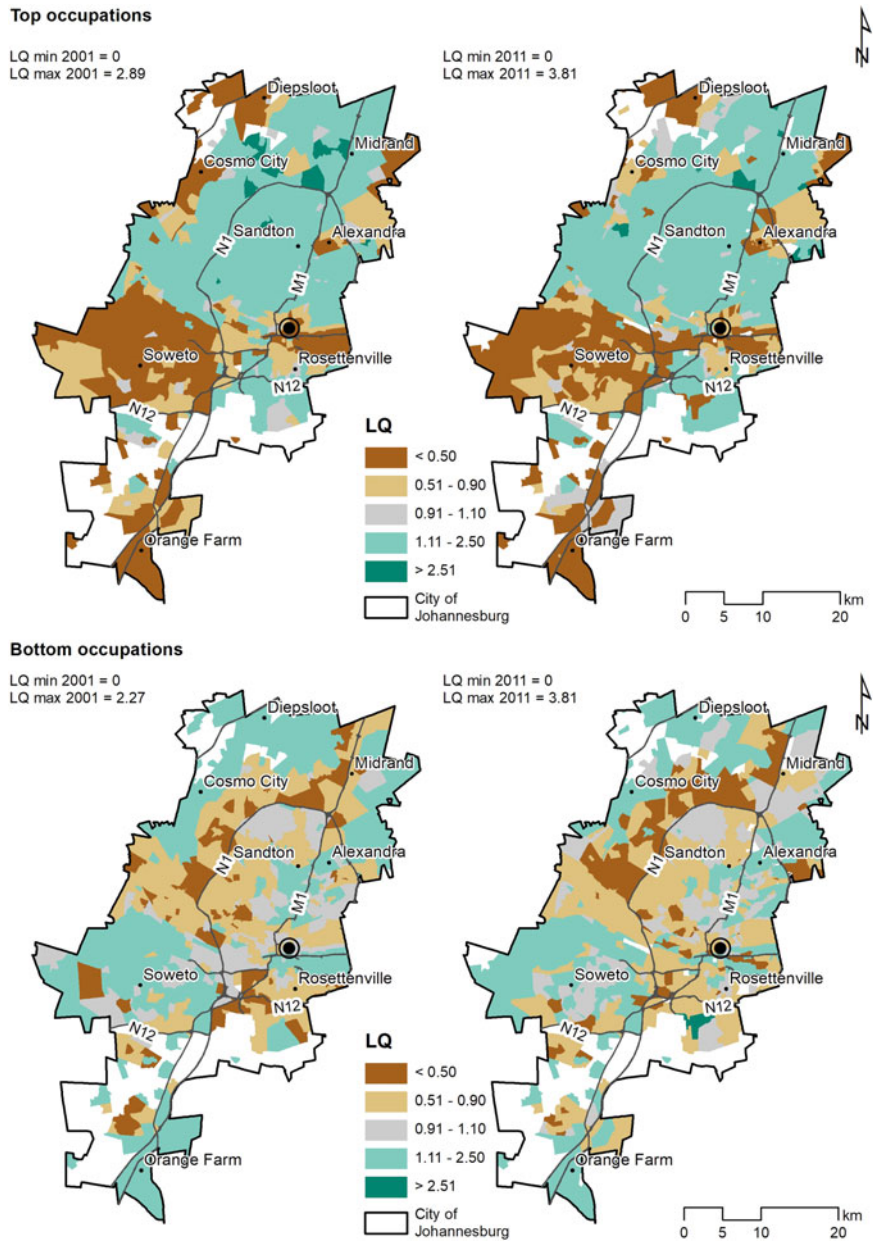 Top occupations
LQ min 2001 = 0
LQ max 2001 = 2.89
LQ min 2011 = 0
LQ max 2011 = 3.81
N
Diepsloot
Midrand
Cosmo City
N1
Sandton
Alexandra
M1
Soweto
Rosettenville
N12
N12
Orange Farm
Diepsloot
Midrand
Cosmo City
N1
Sandton
Alexandra
M1
Soweto
Rosettenville
N12
N12
Orange Farm
LQ
< 0.50
0.51 - 0.90
0.91 - 1.10
1.11 - 2.50
> 2.51
City of
Johannesburg
km
0 5 10 20
Bottom occupations
LQ min 2001 = 0
LQ max 2001 = 2.27
LQ min 2011 = 0
LQ max 2011 = 3.81
N
Diepsloot
Midrand
Cosmo City
N1
Sandton
Alexandra
M1
Soweto
Rosettenville
N12
N12
Orange Farm
Diepsloot
Midrand
Cosmo City
N1
Sandton
Alexandra
M1
Soweto
Rosettenville
N12
N12
Orange Farm
LQ
< 0.50
0.51 - 0.90
0.91 - 1.10
1.11 - 2.50
> 2.51
City of
Johannesburg
km
0 5 10 20